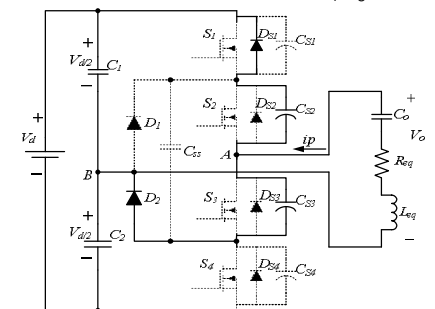 S1
DS1
CS1
+
Vd/2
C1
−
S2
DS2
CS2
+
Co
Vo
D1
Css
A
ip
+
Vd
−
Req
B
D2
S3
DS3
CS3
Leq
−
+
Vd/2
C2
−
S4
DS4
CS4